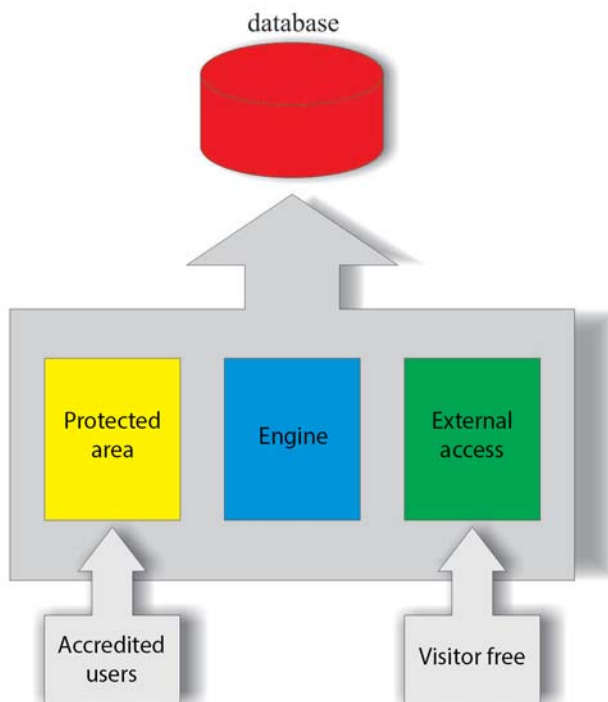 database
Protected
area
Engine
External
access
Accredited
users
Visitor free